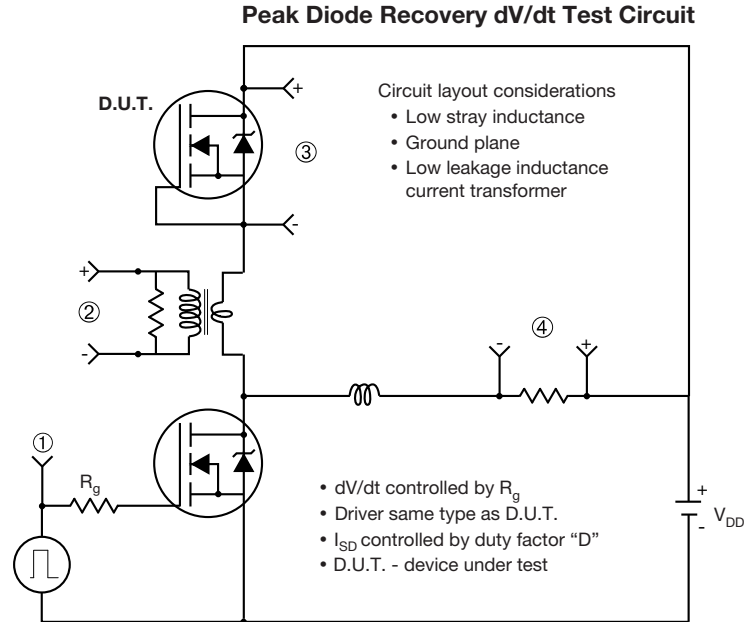 Peak Diode Recovery dV/dt Test Circuit
D.U.T.
+
Circuit layout considerations
• Low stray inductance
• Ground plane
• Low leakage inductance
current transformer
③
-
+
②
-
④
-
+
①
Rg
• dV/dt controlled by Rg
• Driver same type as D.U.T.
• ISD controlled by duty factor “D”
• D.U.T. - device under test
+
-
VDD